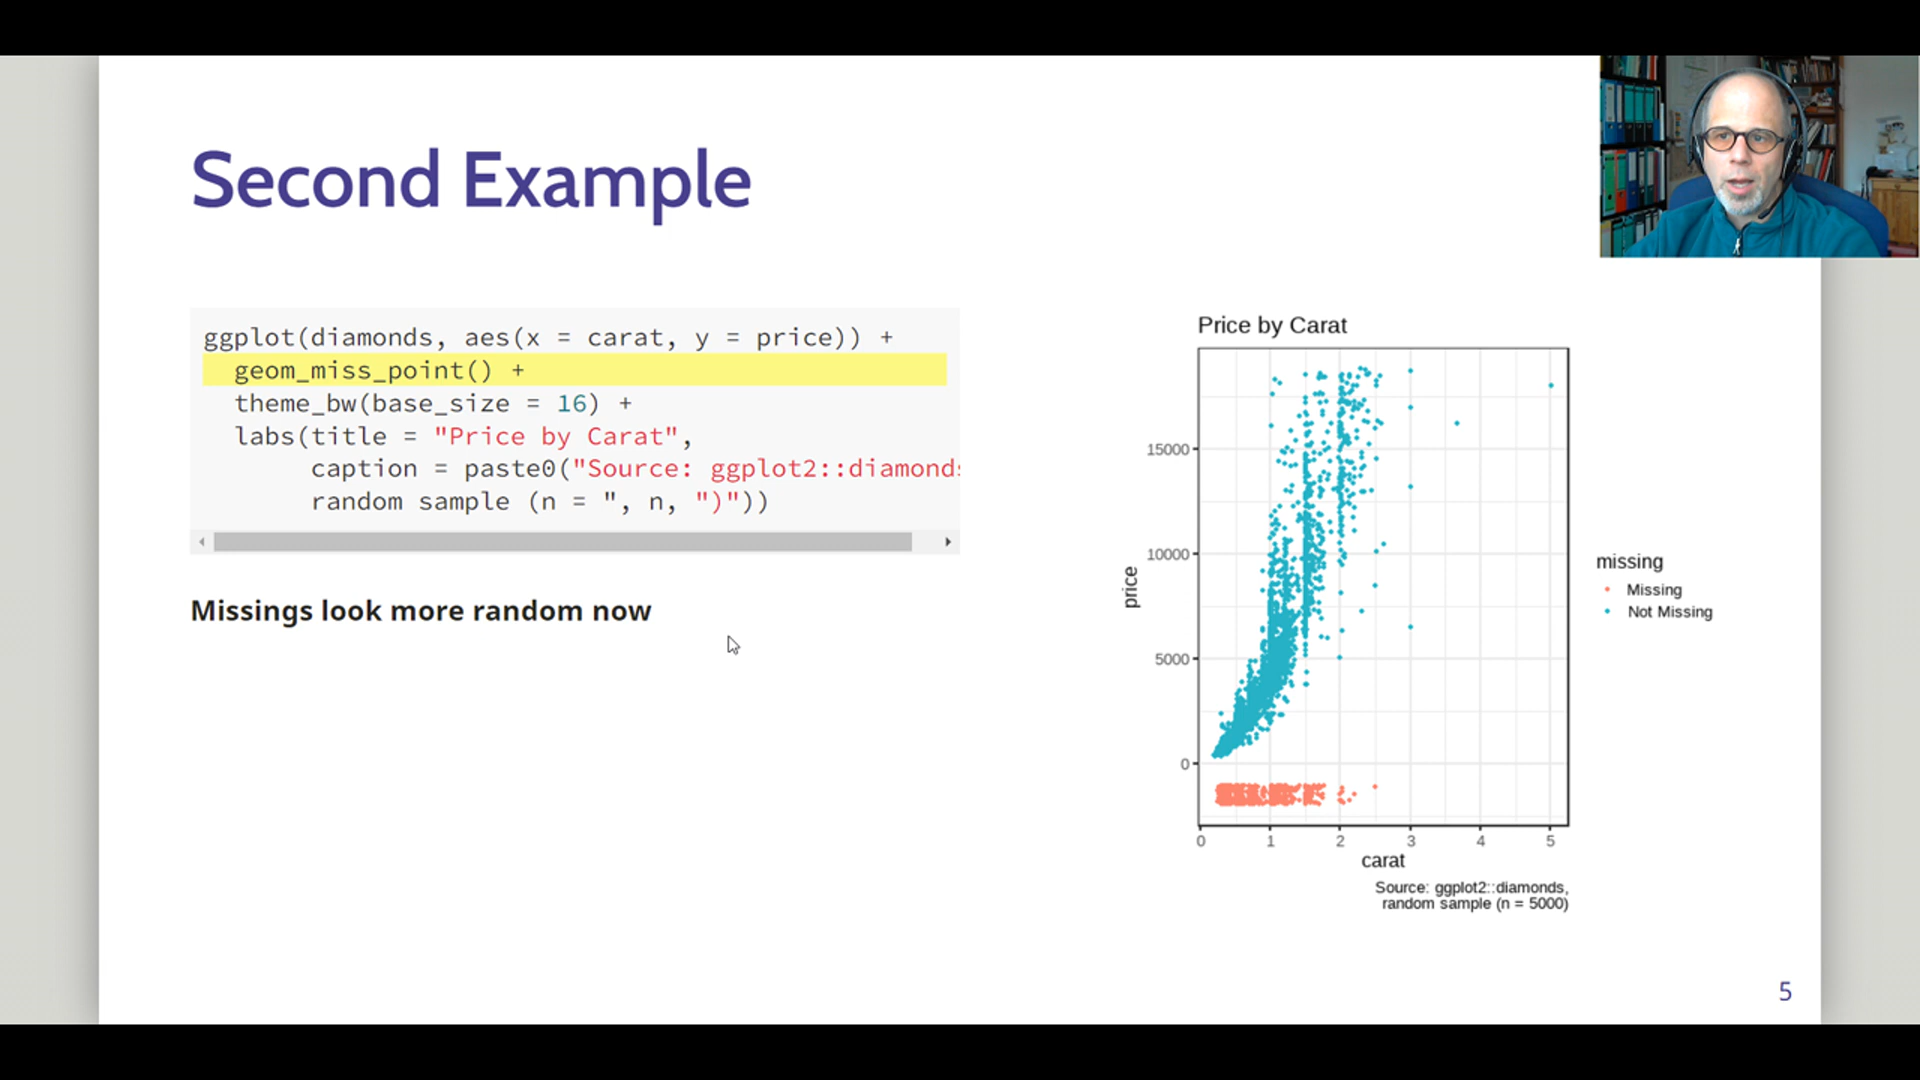 Second Example
ggplot(diamonds, aes(x = carat, y = price)) +
geom_miss_point() +
theme_bw(base_size = 16) +
labs(title = "Price by Carat",
caption = paste0("Source: ggplot2::diamonds
random sample (n = ", n, ")"))
Missings look more random now
Price by Carat
price
15000
10000
5000
0
0 1 2 3 4 5
carat
missing
Missing
Not Missing
Source: ggplot2::diamonds,
random sample (n = 5000)
5